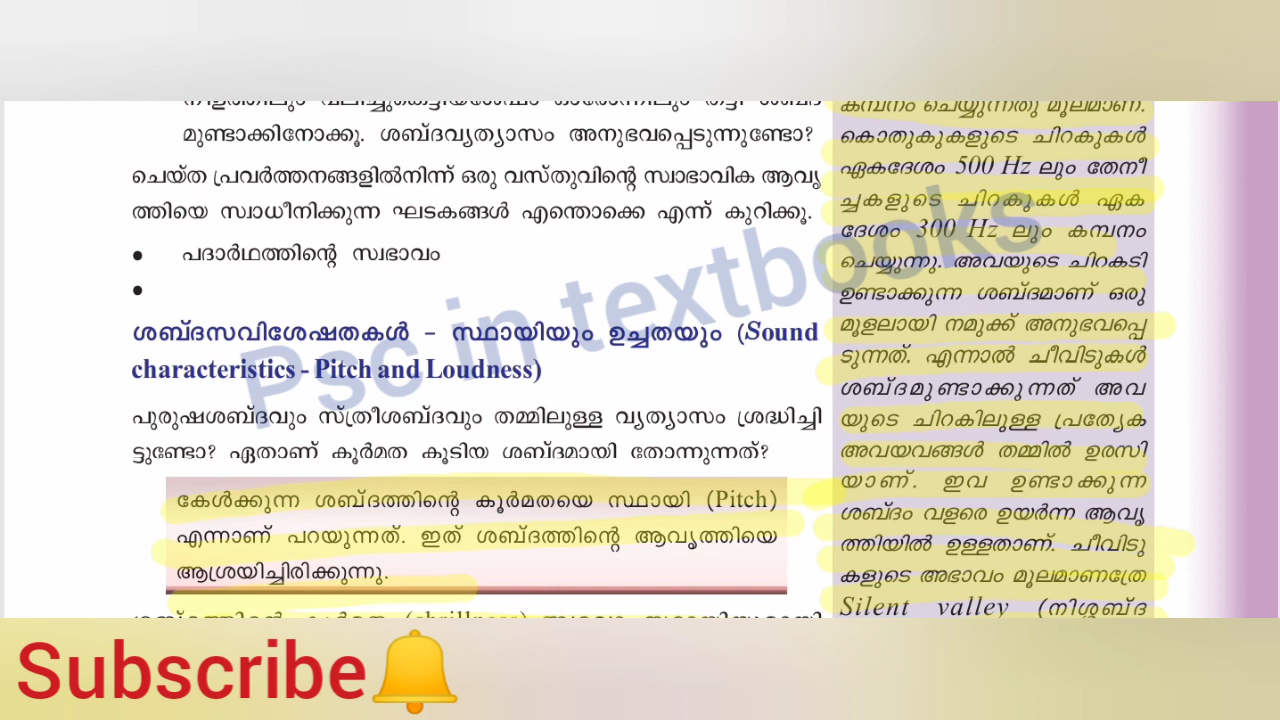 മുണ്ടാക്കിനോക്കൂ. ശബ്ദവ്യത്യാസം അനുഭവപ്പെടുന്നുണ്ടോ?
ചെയ്ത പ്രവർത്തനങ്ങളിൽനിന്ന് ഒരു വസ്തുവിന്റെ സ്വാഭാവിക ആവൃ
ത്തിയെ സ്വാധീനിക്കുന്ന ഘടകങ്ങൾ എന്തൊക്കെ എന്ന് കുറിക്കൂ.
● പദാർഥത്തിന്റെ സ്വഭാവം
●
ശബ്ദസവിശേഷതകൾ – സ്ഥായിയും ഉച്ചതയും (Sound
characteristics - Pitch and Loudness)
പുരുഷശബ്ദവും സ്ത്രീശബ്ദവും തമ്മിലുള്ള വ്യത്യാസം ശ്രദ്ധിച്ചി
ട്ടുണ്ടോ? ഏതാണ് കൂർമത കൂടിയ ശബ്ദമായി തോന്നുന്നത്?
കേൾക്കുന്ന ശബ്ദത്തിന്റെ കൂർമതയെ സ്ഥായി (Pitch)
എന്നാണ് പറയുന്നത്. ഇത് ശബ്ദത്തിന്റെ ആവൃത്തിയെ
ആശ്രയിച്ചിരിക്കുന്നു.
കമ്പനം ചെയ്യുന്നതു മൂലമാണ്.
കൊതുകുകളുടെ ചിറകുകൾ
ഏകദേശം 500 Hz ലും തേനീ
ച്ചകളുടെ ചിറകുകൾ ഏക
ദേശം 300 Hz ലും കമ്പനം
ചെയ്യുന്നു. അവയുടെ ചിറകടി
ഉണ്ടാക്കുന്ന ശബ്ദമാണ് ഒരു
മൂളലായി നമുക്ക് അനുഭവപ്പെ
ടുന്നത്. എന്നാൽ ചീവിടുകൾ
ശബ്ദമുണ്ടാക്കുന്നത് അവ
യുടെ ചിറകിലുള്ള പ്രത്യേക
അവയവങ്ങൾ തമ്മിൽ ഉരസി
യാണ്. ഇവ ഉണ്ടാക്കുന്ന
ശബ്ദം വളരെ ഉയർന്ന ആവൃ
ത്തിയിൽ ഉള്ളതാണ്. ചീവിടു
കളുടെ അഭാവം മൂലമാണത്രേ
Silent valley (നിശ്ശബ്ദ
Psc in textbooks
Subscribe